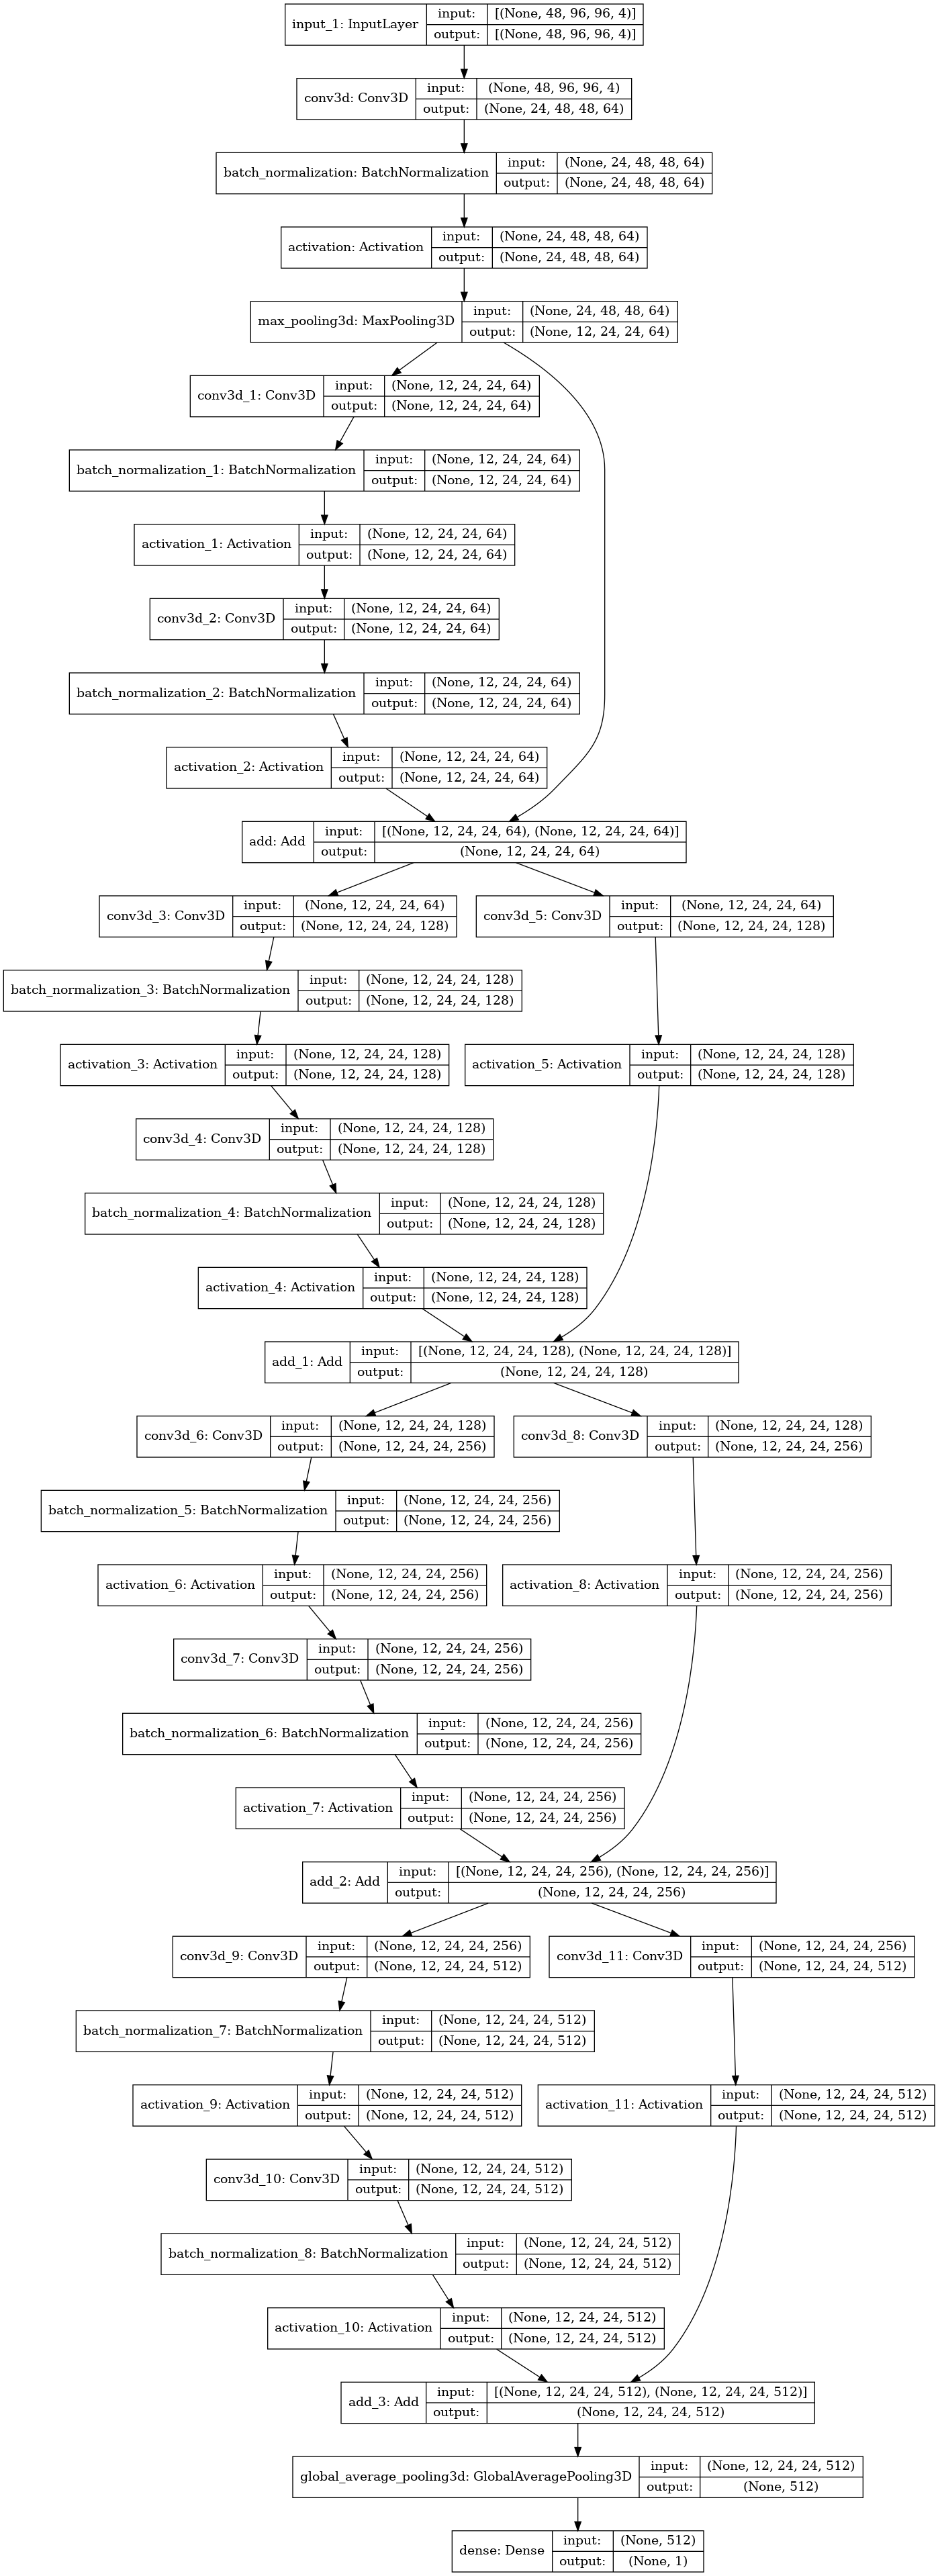 input_1: InputLayer
input: [(None, 48, 96, 96, 4)]
output: [(None, 48, 96, 96, 4)]
conv3d: Conv3D
input: (None, 48, 96, 96, 4)
output: (None, 24, 48, 48, 64)
batch_normalization: BatchNormalization
input: (None, 24, 48, 48, 64)
output: (None, 24, 48, 48, 64)
activation: Activation
input: (None, 24, 48, 48, 64)
output: (None, 24, 48, 48, 64)
max_pooling3d: MaxPooling3D
input: (None, 24, 48, 48, 64)
output: (None, 12, 24, 24, 64)
conv3d_1: Conv3D
input: (None, 12, 24, 24, 64)
output: (None, 12, 24, 24, 64)
batch_normalization_1: BatchNormalization
input: (None, 12, 24, 24, 64)
output: (None, 12, 24, 24, 64)
activation_1: Activation
input: (None, 12, 24, 24, 64)
output: (None, 12, 24, 24, 64)
conv3d_2: Conv3D
input: (None, 12, 24, 24, 64)
output: (None, 12, 24, 24, 64)
batch_normalization_2: BatchNormalization
input: (None, 12, 24, 24, 64)
output: (None, 12, 24, 24, 64)
activation_2: Activation
input: (None, 12, 24, 24, 64)
output: (None, 12, 24, 24, 64)
add: Add
input: [(None, 12, 24, 24, 64), (None, 12, 24, 24, 64)]
output: (None, 12, 24, 24, 64)
conv3d_3: Conv3D
input: (None, 12, 24, 24, 64)
output: (None, 12, 24, 24, 128)
conv3d_5: Conv3D
input: (None, 12, 24, 24, 64)
output: (None, 12, 24, 24, 128)
batch_normalization_3: BatchNormalization
input: (None, 12, 24, 24, 128)
output: (None, 12, 24, 24, 128)
activation_3: Activation
input: (None, 12, 24, 24, 128)
output: (None, 12, 24, 24, 128)
activation_5: Activation
input: (None, 12, 24, 24, 128)
output: (None, 12, 24, 24, 128)
conv3d_4: Conv3D
input: (None, 12, 24, 24, 128)
output: (None, 12, 24, 24, 128)
batch_normalization_4: BatchNormalization
input: (None, 12, 24, 24, 128)
output: (None, 12, 24, 24, 128)
activation_4: Activation
input: (None, 12, 24, 24, 128)
output: (None, 12, 24, 24, 128)
add_1: Add
input: [(None, 12, 24, 24, 128), (None, 12, 24, 24, 128)]
output: (None, 12, 24, 24, 128)
conv3d_6: Conv3D
input: (None, 12, 24, 24, 128)
output: (None, 12, 24, 24, 256)
conv3d_8: Conv3D
input: (None, 12, 24, 24, 128)
output: (None, 12, 24, 24, 256)
batch_normalization_5: BatchNormalization
input: (None, 12, 24, 24, 256)
output: (None, 12, 24, 24, 256)
activation_6: Activation
input: (None, 12, 24, 24, 256)
output: (None, 12, 24, 24, 256)
activation_8: Activation
input: (None, 12, 24, 24, 256)
output: (None, 12, 24, 24, 256)
conv3d_7: Conv3D
input: (None, 12, 24, 24, 256)
output: (None, 12, 24, 24, 256)
batch_normalization_6: BatchNormalization
input: (None, 12, 24, 24, 256)
output: (None, 12, 24, 24, 256)
activation_7: Activation
input: (None, 12, 24, 24, 256)
output: (None, 12, 24, 24, 256)
add_2: Add
input: [(None, 12, 24, 24, 256), (None, 12, 24, 24, 256)]
output: (None, 12, 24, 24, 256)
conv3d_9: Conv3D
input: (None, 12, 24, 24, 256)
output: (None, 12, 24, 24, 512)
conv3d_11: Conv3D
input: (None, 12, 24, 24, 256)
output: (None, 12, 24, 24, 512)
batch_normalization_7: BatchNormalization
input: (None, 12, 24, 24, 512)
output: (None, 12, 24, 24, 512)
activation_9: Activation
input: (None, 12, 24, 24, 512)
output: (None, 12, 24, 24, 512)
activation_11: Activation
input: (None, 12, 24, 24, 512)
output: (None, 12, 24, 24, 512)
conv3d_10: Conv3D
input: (None, 12, 24, 24, 512)
output: (None, 12, 24, 24, 512)
batch_normalization_8: BatchNormalization
input: (None, 12, 24, 24, 512)
output: (None, 12, 24, 24, 512)
activation_10: Activation
input: (None, 12, 24, 24, 512)
output: (None, 12, 24, 24, 512)
add_3: Add
input: [(None, 12, 24, 24, 512), (None, 12, 24, 24, 512)]
output: (None, 12, 24, 24, 512)
global_average_pooling3d: GlobalAveragePooling3D
input: (None, 12, 24, 24, 512)
output: (None, 512)
dense: Dense
input: (None, 512)
output: (None, 1)